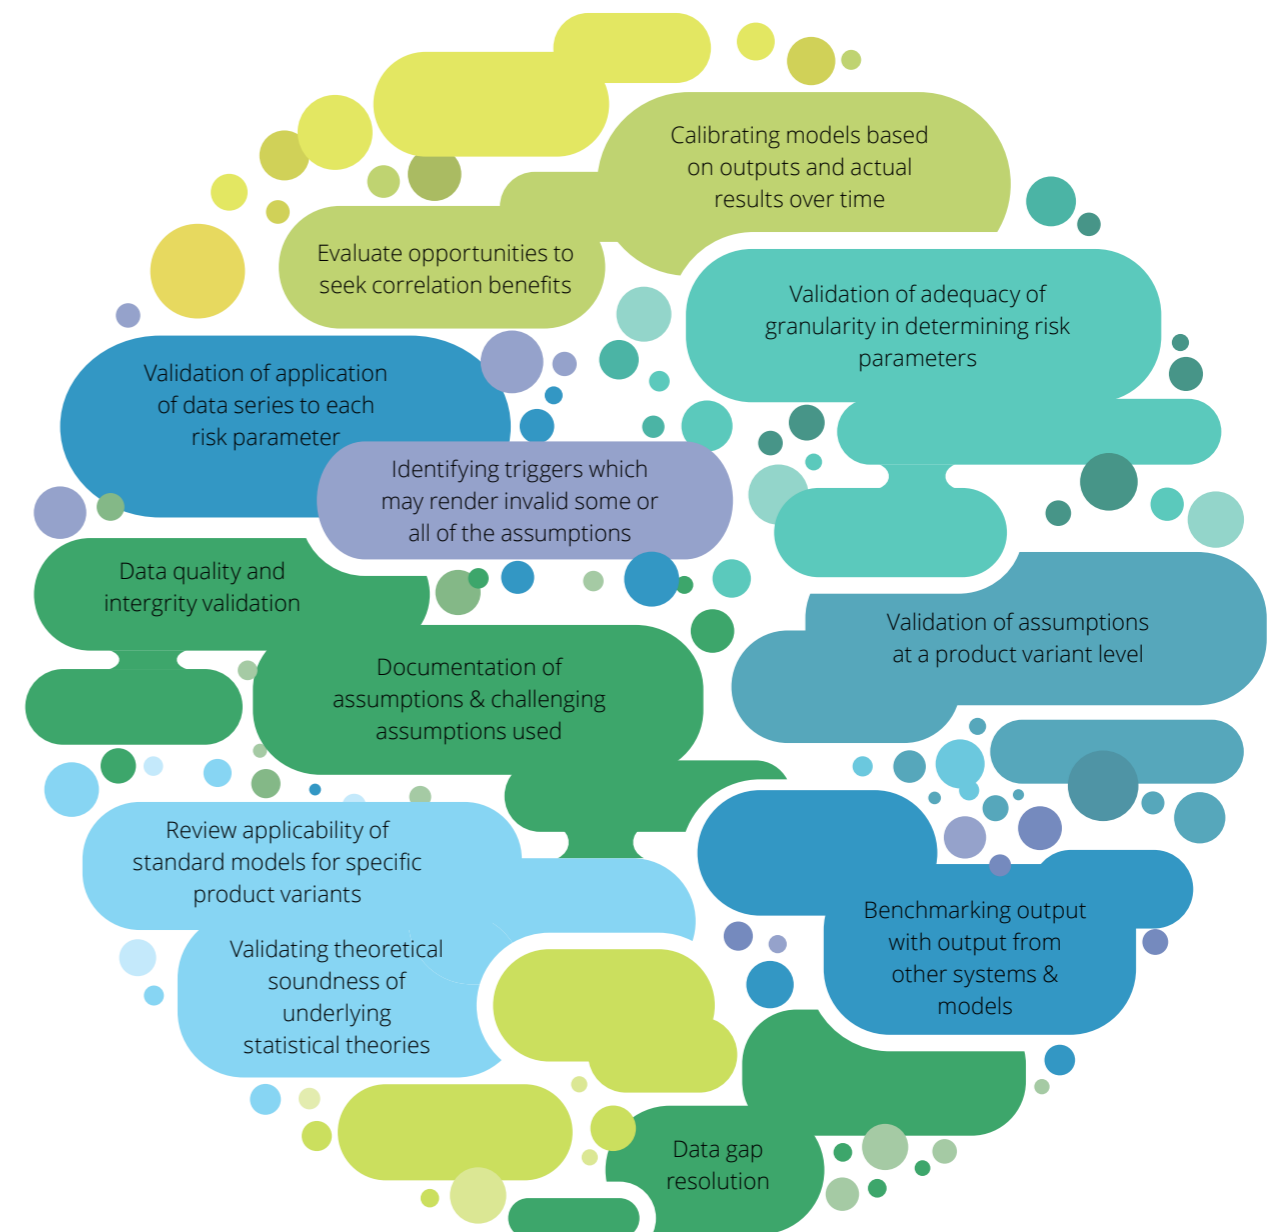 Calibrating models based
on outputs and actual
results over time
Evaluate opportunities to
seek correlation benefits
Validation of adequacy of
granularity in determining risk
parameters
Validation of application
of data series to each
risk parameter
Identifying triggers which
may render invalid some or
all of the assumptions
Data quality and
intergrity validation
Validation of assumptions
at a product variant level
Documentation of
assumptions & challenging
assumptions used
Review applicability of
standard models for specific
product variants
Benchmarking output
with output from
other systems &
models
Validating theoretical
soundness of
underlying
statistical theories
Data gap
resolution